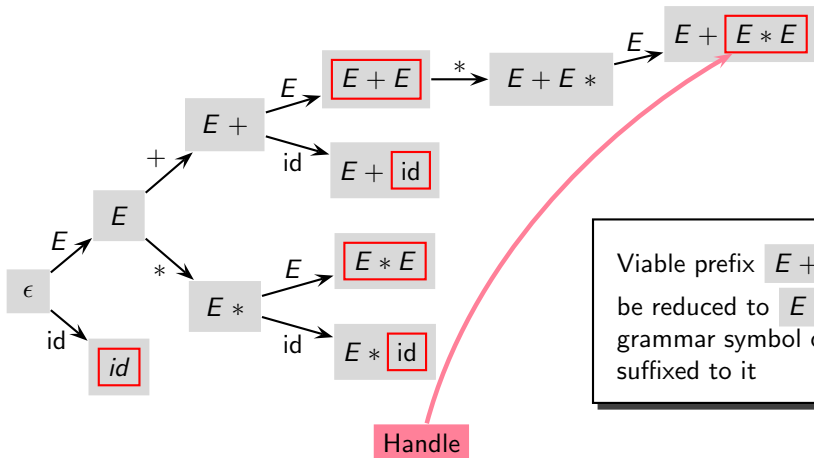 E + E ∗ E
E
∗
E + E
E + E ∗
E
E +
+
id
E + id
E
E
E
E ∗ E
∗
ϵ
E ∗
id
id
E ∗ id
id
Viable prefix E +
be reduced to E
grammar symbol
suffixed to it
Handle